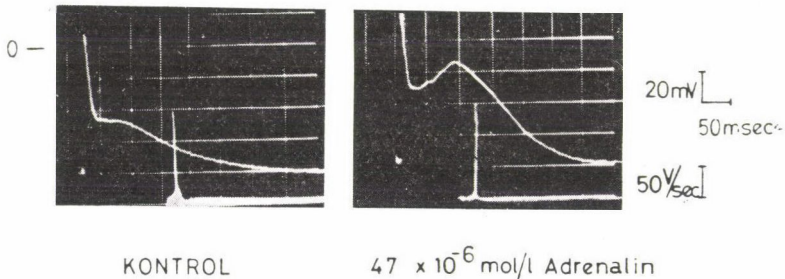 0 —
20mV
50msec
50V/sec
KONTROL
47 x 10⁻⁶ mol/l Adrenalin